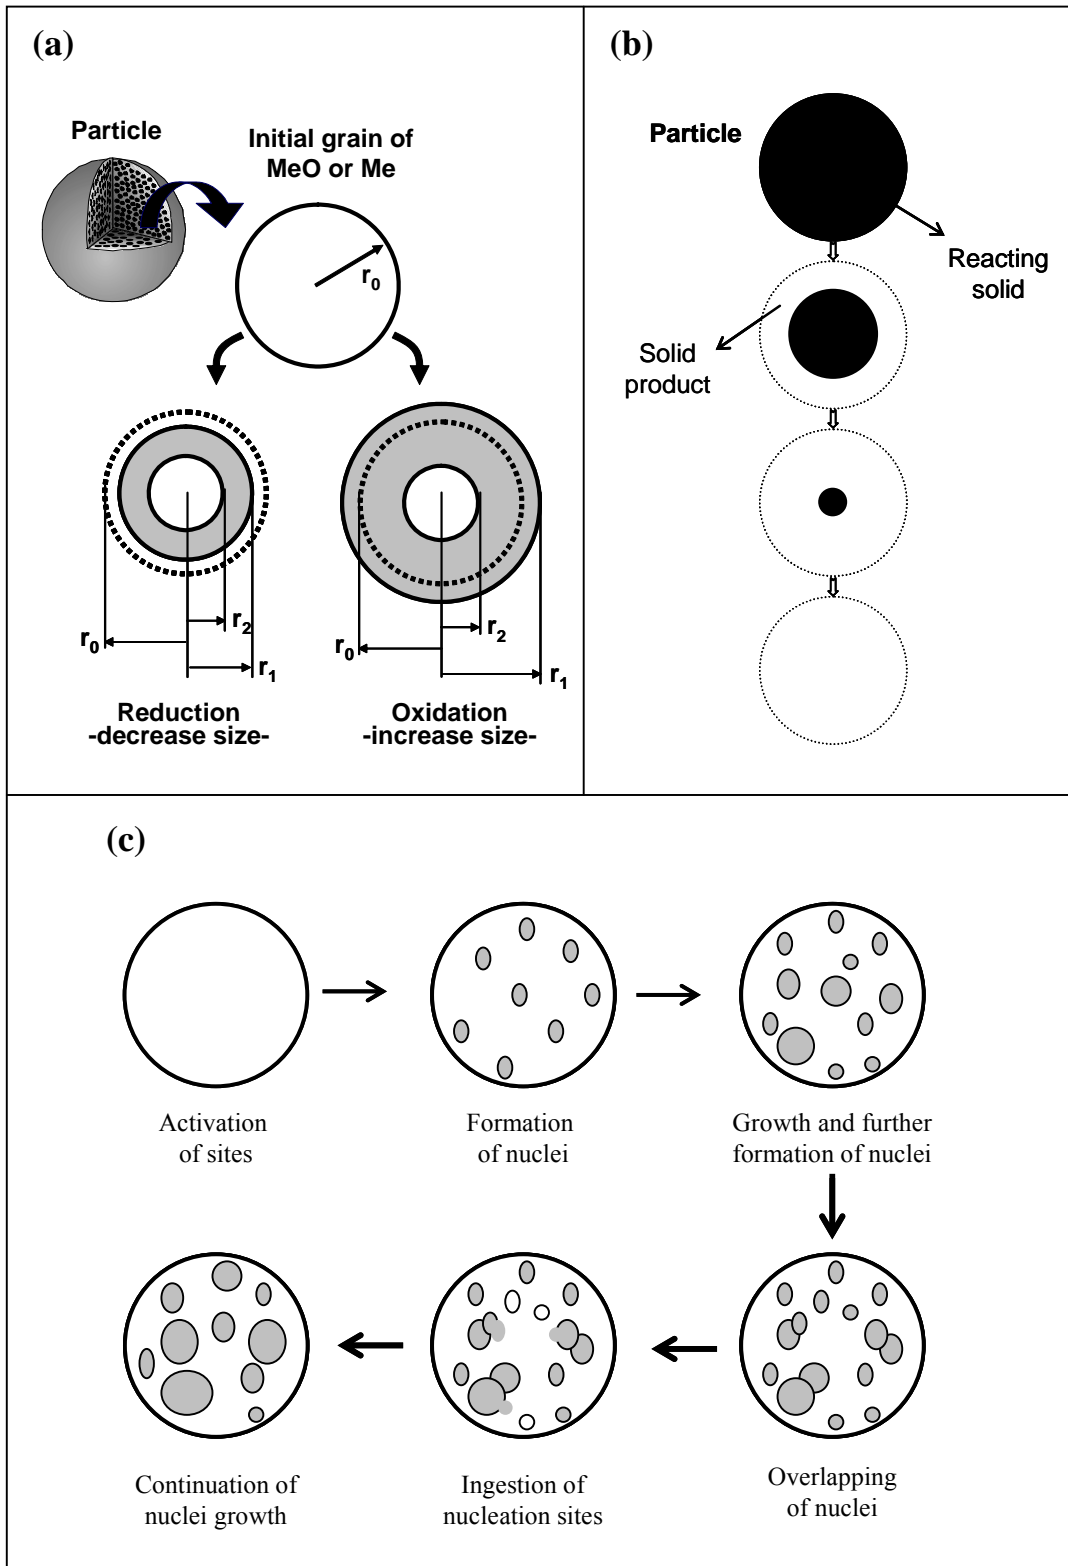 (a)
Particle
Initial grain of
MeO or Me
r0
r0
r2
r1
Reduction
-decrease size-
r0
r2
r1
Oxidation
-increase size-
(b)
Particle
Reacting
solid
Solid
product
(c)
Activation
of sites
Formation
of nuclei
Growth and further
formation of nuclei
Continuation of
nuclei growth
Ingestion of
nucleation sites
Overlapping
of nuclei